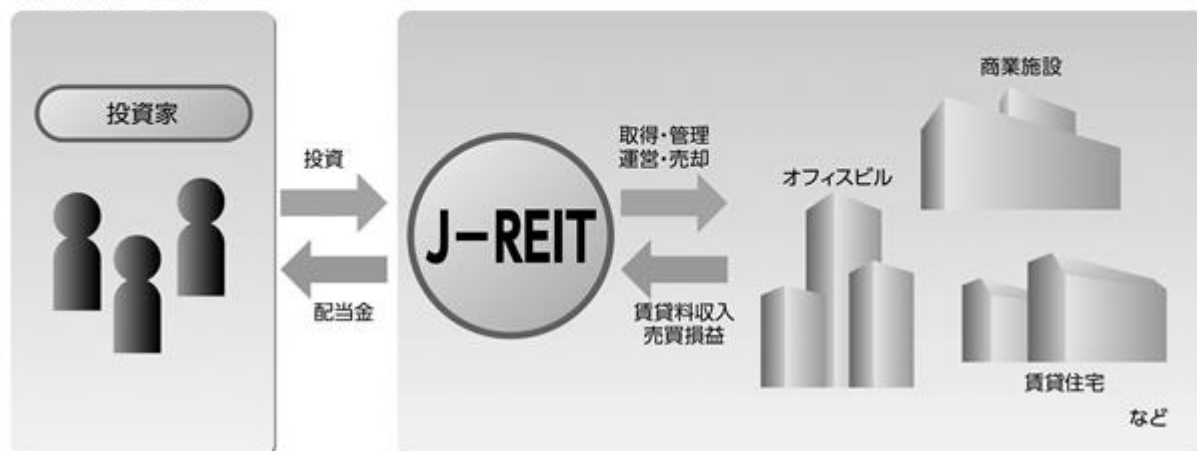 投資家
投資
配当金
J-REIT
取得・管理
運営・売却
賃貸料収入
売買損益
商業施設
オフィスビル
賃貸住宅
など